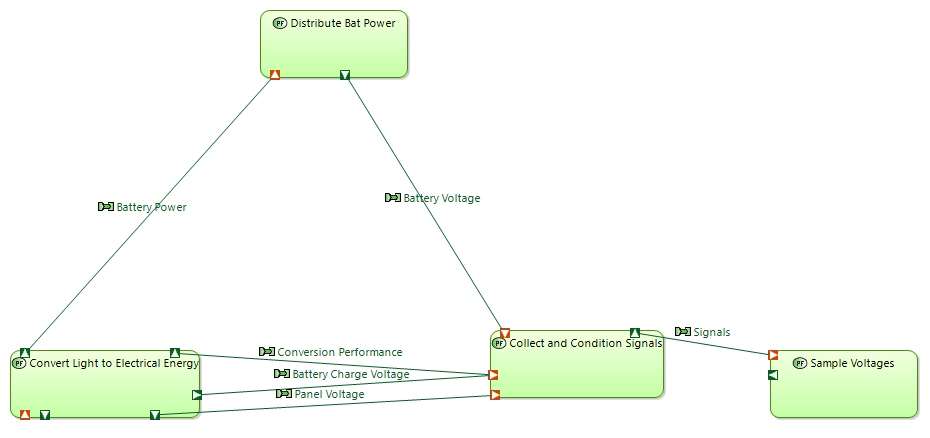 PF Distribute Bat Power
Battery Power
Battery Voltage
Signals
PF Collect and Condition Signals
Conversion Performance
PF Convert Light to Electrical Energy
PF Sample Voltages
Battery Charge Voltage
Panel Voltage